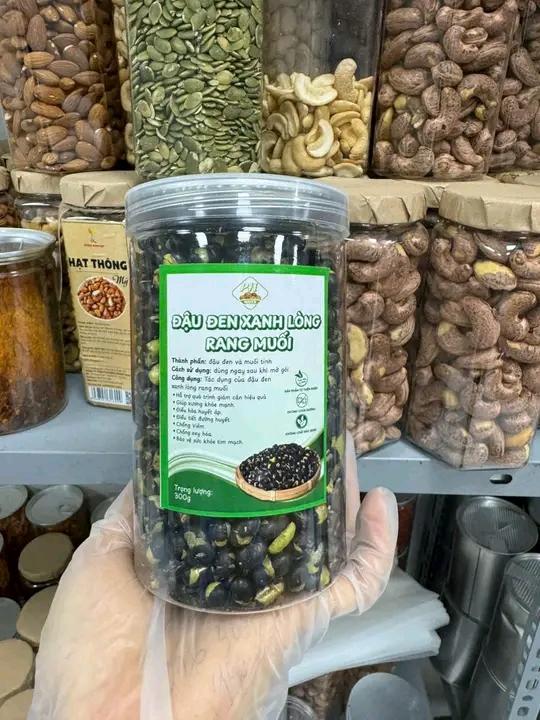 HẠT THÔNG
Mỹ
ĐẬU ĐEN XANH LÒNG
RANG MUỐI
Thành phần: đậu đen và muối tinh
Cách sử dụng: dùng ngay sau khi mở gói
Công dụng: Tác dụng của đậu đen
xanh lòng rang muối
• Hỗ trợ quá trình giảm cân hiệu quả
• Giúp xương khỏe mạnh.
• Điều hòa huyết áp.
• Điều tiết đường huyết.
• Chống Viêm.
• Chống oxy hóa.
• Bảo vệ sức khỏe tim mạch.
Trọng lượng:
300g